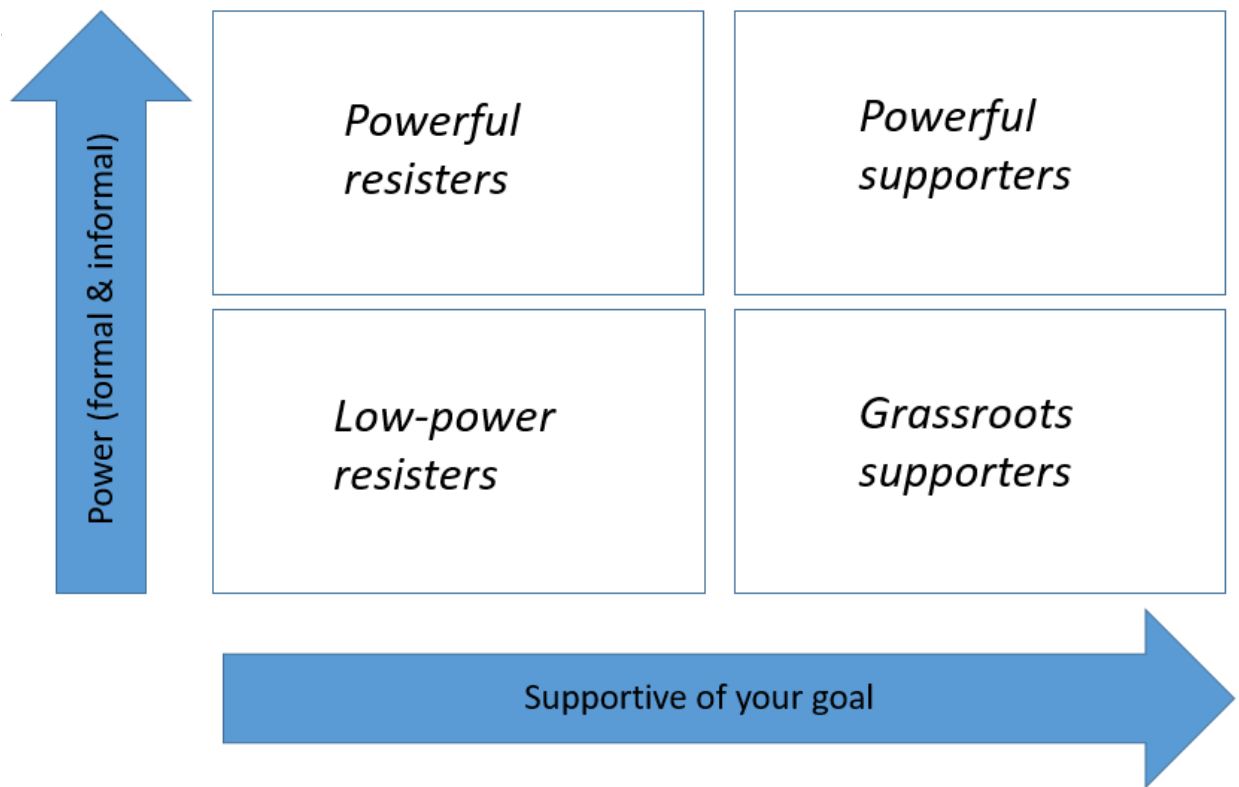 Power (formal & informal)
Powerful
resisters
Powerful
supporters
Low-power
resisters
Grassroots
supporters
Supportive of your goal